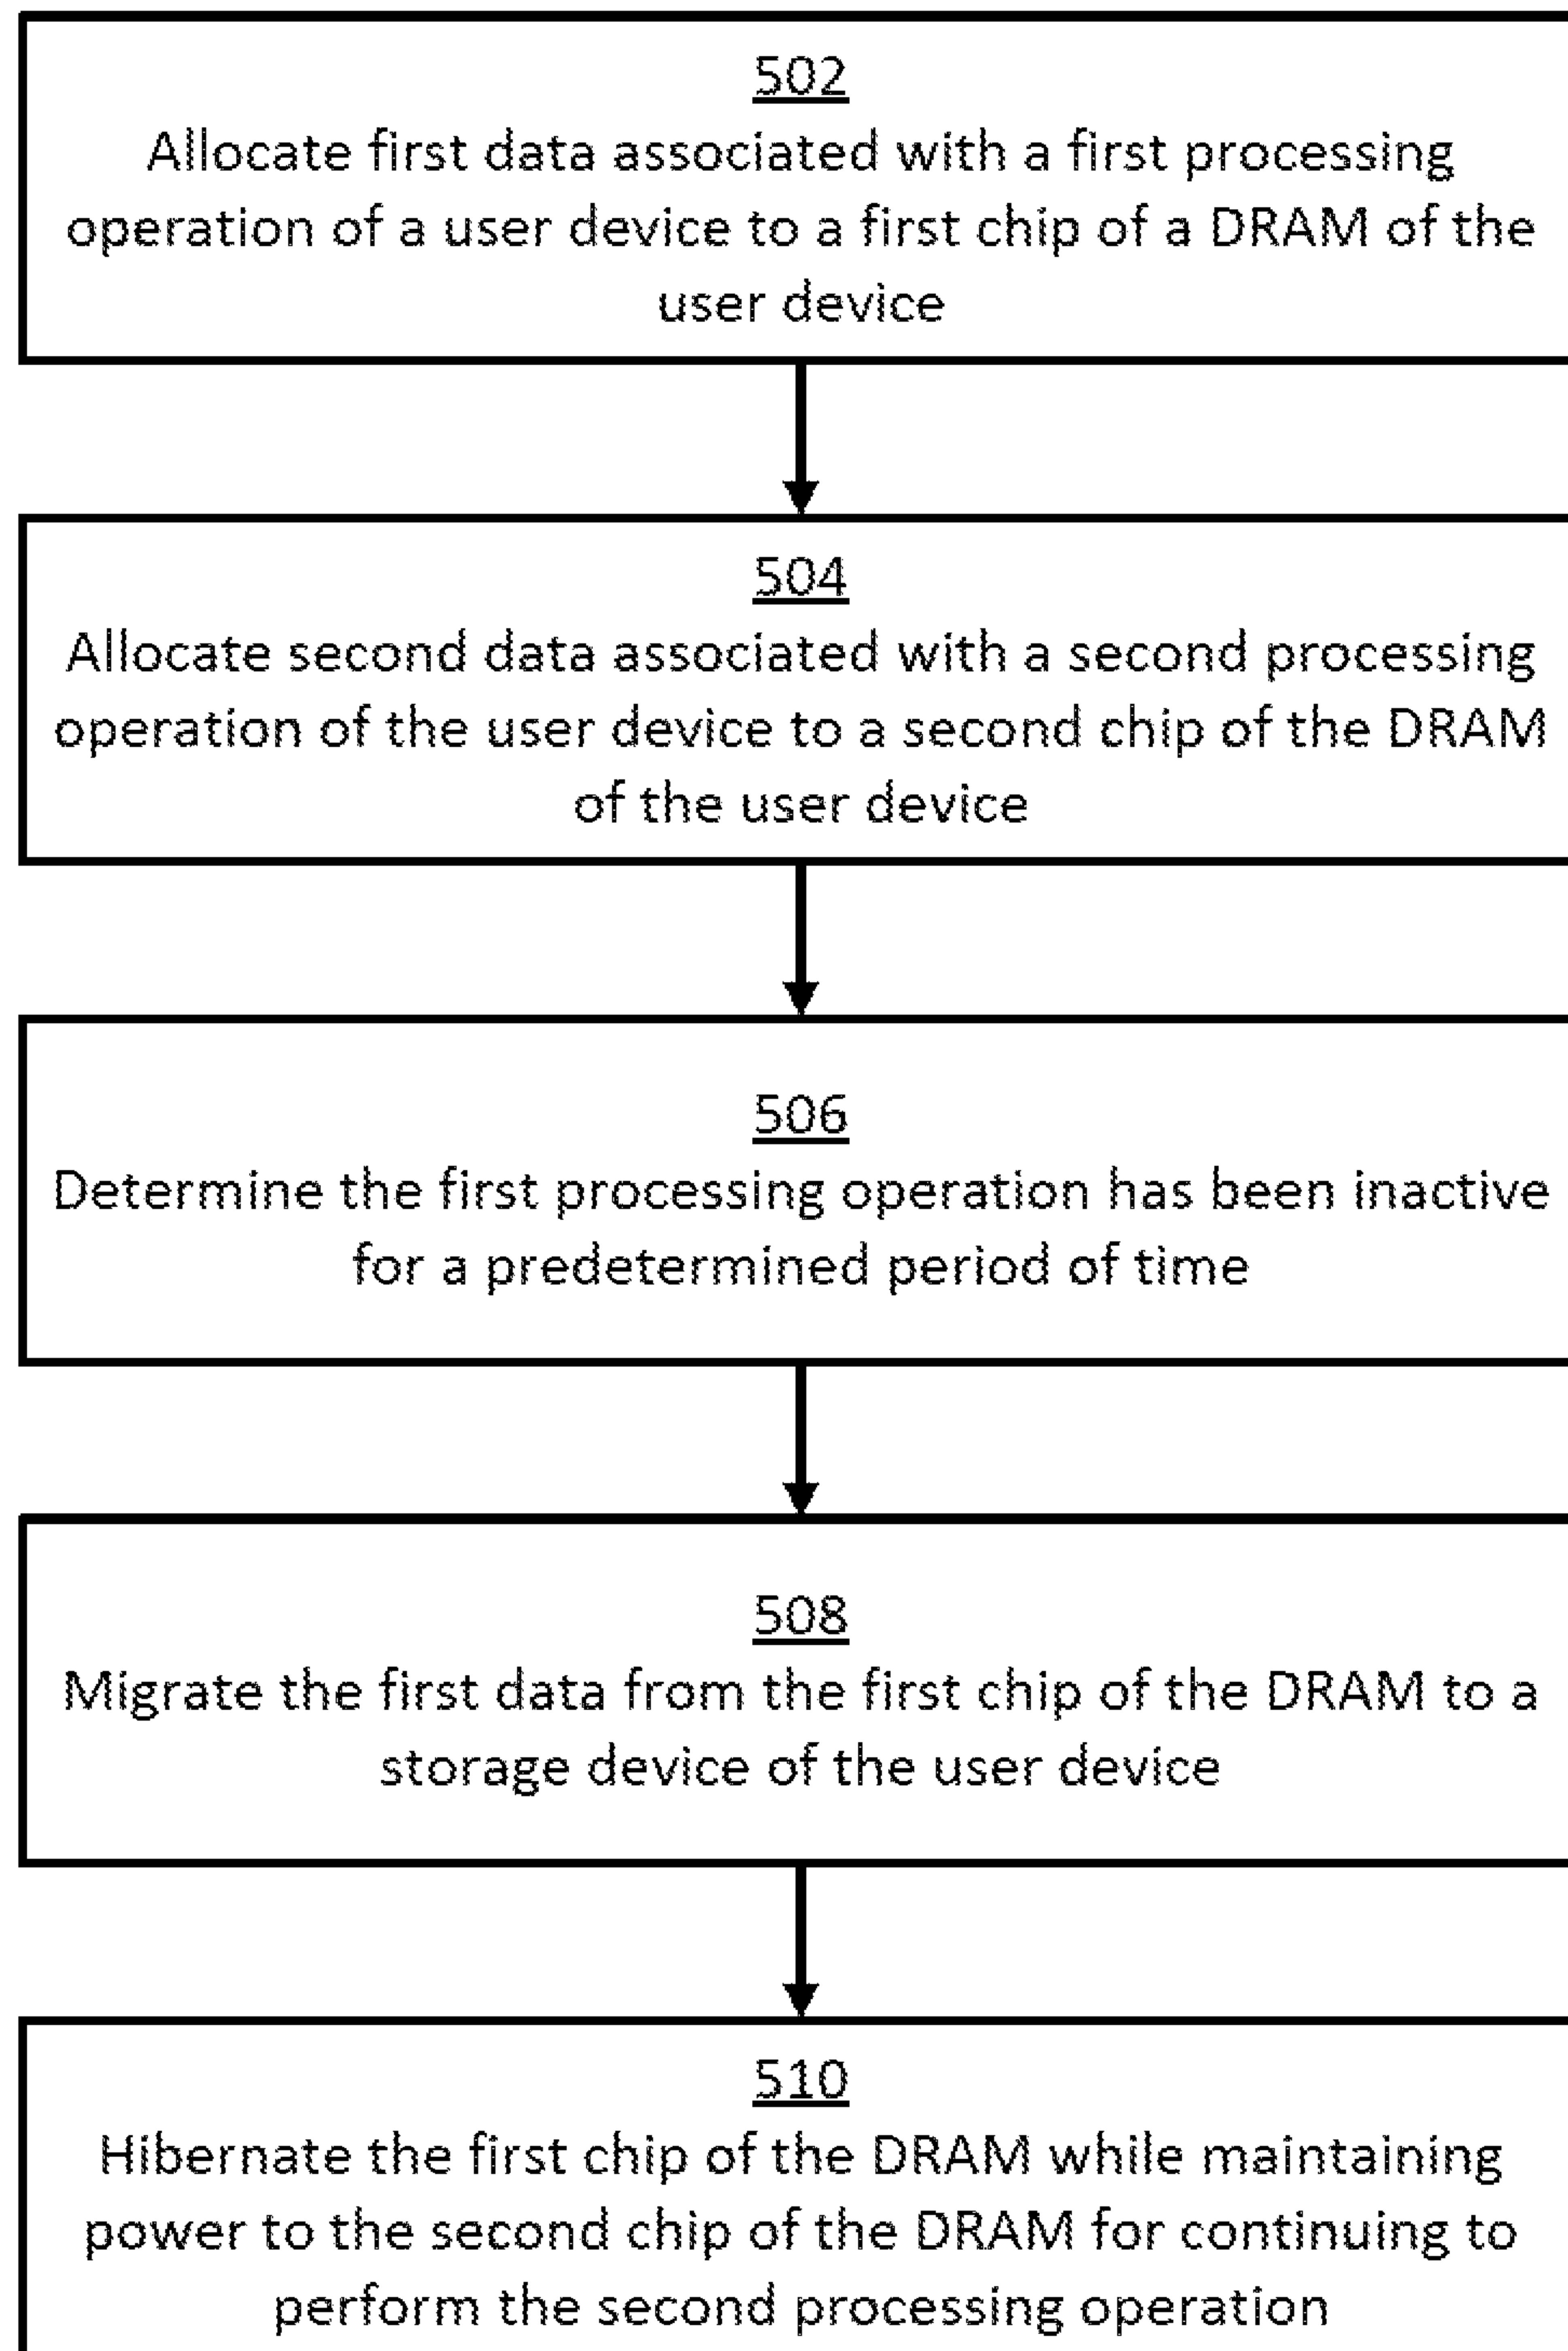 502
Allocate first data associated with a first processing
operation of a user device to a first chip of a DRAM of the
user device
504
Allocate second data associated with a second processing
operation of the user device to a second chip of the DRAM
of the user device
506
Determine the first processing operation has been inactive
for a predetermined period of time
508
Migrate the first data from the first chip of the DRAM to a
storage device of the user device
510
Hibernate the first chip of the DRAM while maintaining
power to the second chip of the DRAM for continuing to
perform the second processing operation